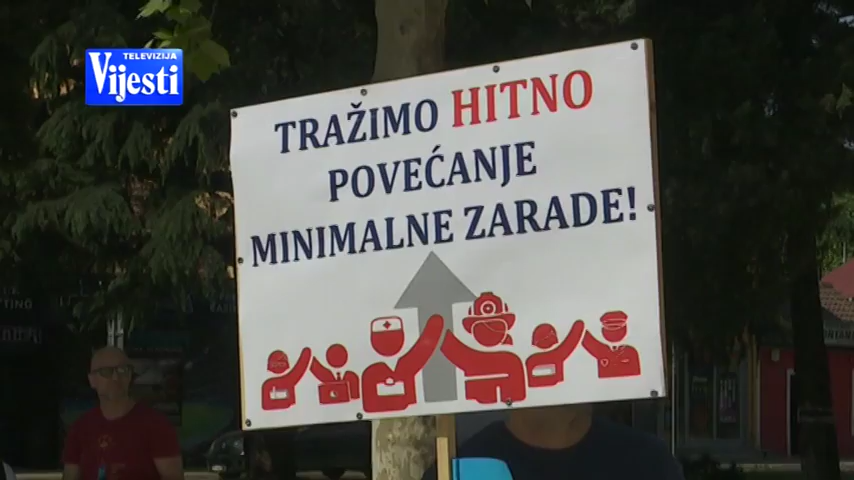 TELEVIZIJA
Vijesti
TRAŽIMO HITNO
POVEĆANJE
MINIMALNE ZARADE!